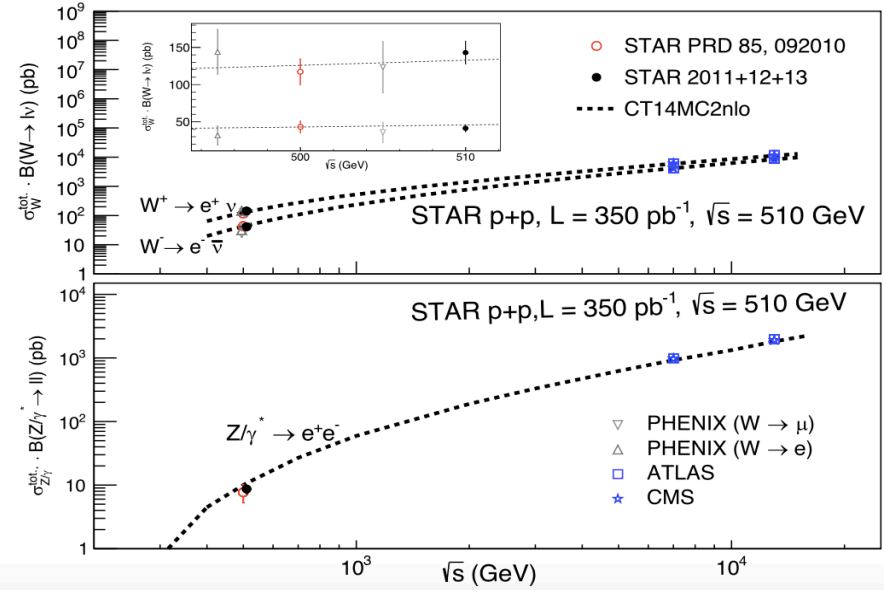 10⁹
10⁸
10⁷
10⁶
10⁵
10⁴
10³
10²
10
1
σ_W^tot. · B(W→ lν) (pb)
150
100
50
σ_W^tot. · B(W→ lν) (pb)
500
510
√s (GeV)
STAR PRD 85, 092010
STAR 2011+12+13
CT14MC2nlo
W⁺ → e⁺ ν
W⁻→ e⁻ ν̅
STAR p+p, L = 350 pb⁻¹, √s = 510 GeV
10⁴
10³
10²
10
1
σ_Z/γ^tot.. · B(Z/γ* → ll) (pb)
STAR p+p,L = 350 pb⁻¹, √s = 510 GeV
Z/γ* → e⁺e⁻
PHENIX (W → μ)
PHENIX (W → e)
ATLAS
CMS
10³
10⁴
√s (GeV)